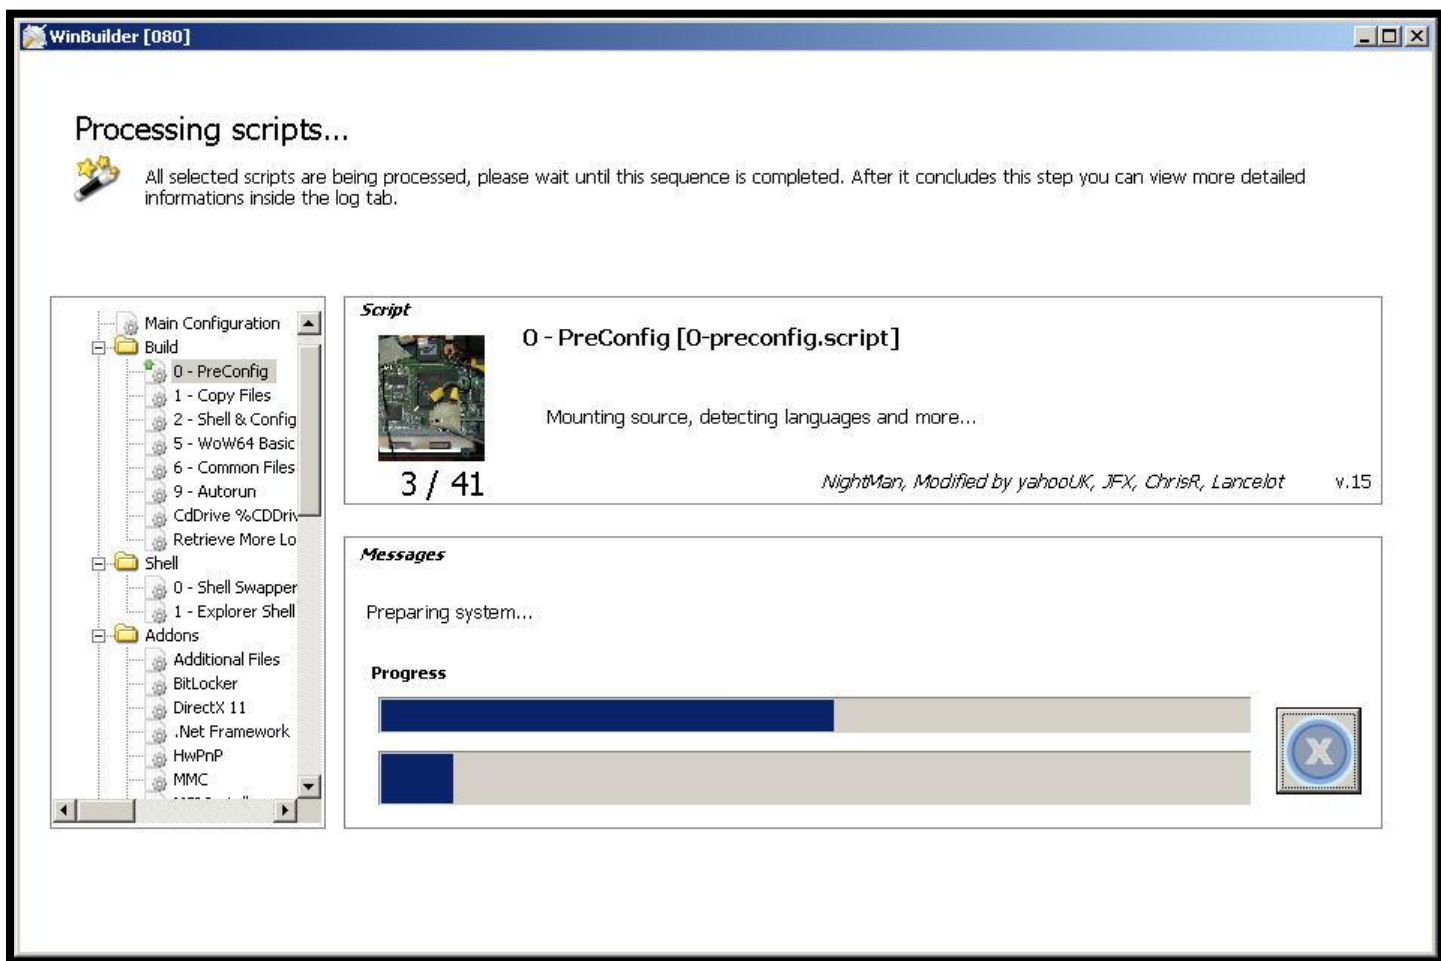 WinBuilder [080]
Processing scripts...
All selected scripts are being processed, please wait until this sequence is completed. After it concludes this step you can view more detailed
informations inside the log tab.
Main Configuration
Build
0 - PreConfig
1 - Copy Files
2 - Shell & Config
5 - WoW64 Basic
6 - Common Files
9 - Autorun
CdDrive %CDDriv
Retrieve More Lo
Shell
0 - Shell Swapper
1 - Explorer Shell
Addons
Additional Files
BitLocker
DirectX 11
.Net Framework
HwPnP
MMC
Script
0 - PreConfig [0-preconfig.script]
Mounting source, detecting languages and more...
3 / 41
NightMan, Modified by yahooUK, JFX, ChrisR, Lancelot v.15
Messages
Preparing system...
Progress
X